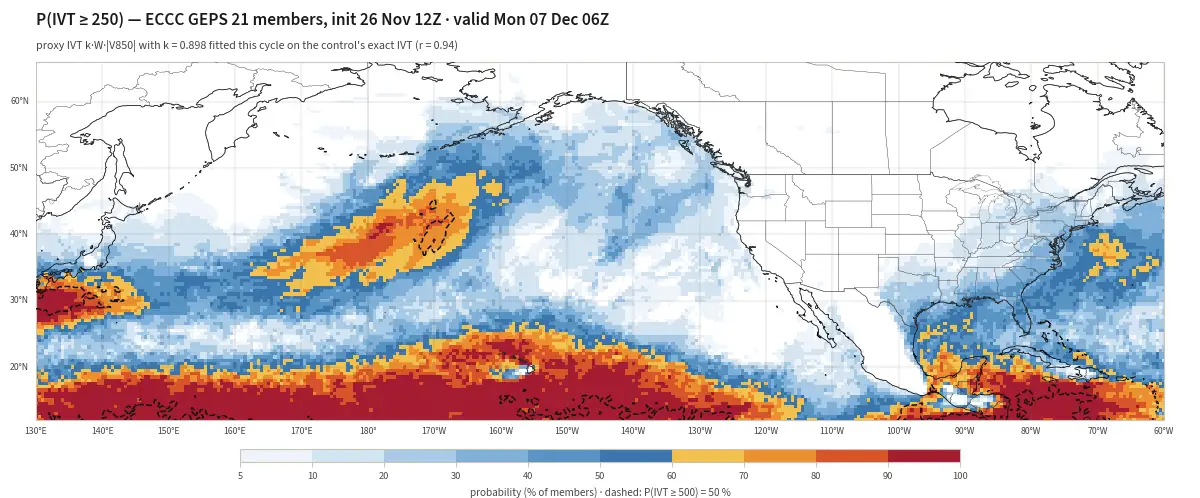 P(IVT ≥ 250) — ECCC GEPS 21 members, init 26 Nov 12Z · valid Mon 07 Dec 06Z
proxy IVT k·W·|V850| with k = 0.898 fitted this cycle on the control's exact IVT (r = 0.94)
60°N
50°N
40°N
30°N
20°N
130°E 140°E 150°E 160°E 170°E 180° 170°W 160°W 150°W 140°W 130°W 120°W 110°W 100°W 90°W 80°W 70°W 60°W
5 10 20 30 40 50 60 70 80 90 100
probability (% of members) · dashed: P(IVT ≥ 500) = 50 %